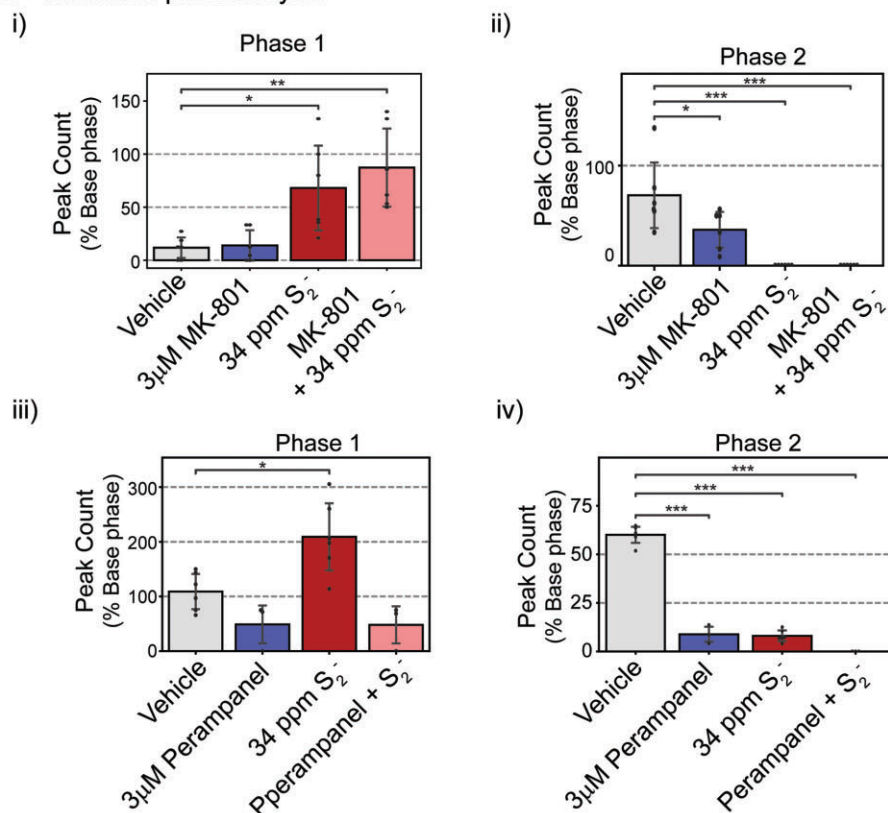 i)
Phase 1
Peak Count
(% Base phase)
150
100
50
0
**
*
Vehicle
3μM MK-801
34 ppm S₂⁻
MK-801
+ 34 ppm S₂⁻
ii)
Phase 2
Peak Count
(% Base phase)
100
0
***
***
*
Vehicle
3μM MK-801
34 ppm S₂⁻
MK-801
+ 34 ppm S₂⁻
iii)
Phase 1
Peak Count
(% Base phase)
300
200
100
0
*
Vehicle
3μM Perampanel
34 ppm S₂⁻
Pperampanel + S₂⁻
iv)
Phase 2
Peak Count
(% Base phase)
75
50
25
0
***
***
***
Vehicle
3μM Perampanel
34 ppm S₂⁻
Perampanel + S₂⁻